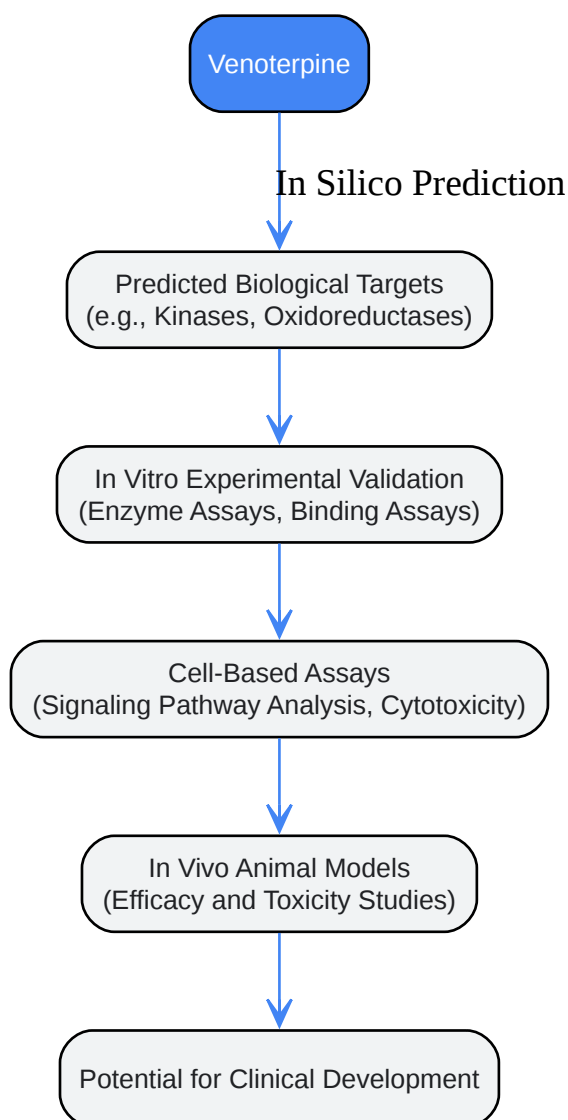 Venoterpine
In Silico Prediction
Predicted Biological Targets
(e.g., Kinases, Oxidoreductases)
In Vitro Experimental Validation
(Enzyme Assays, Binding Assays)
Cell-Based Assays
(Signaling Pathway Analysis, Cytotoxicity)
In Vivo Animal Models
(Efficacy and Toxicity Studies)
Potential for Clinical Development